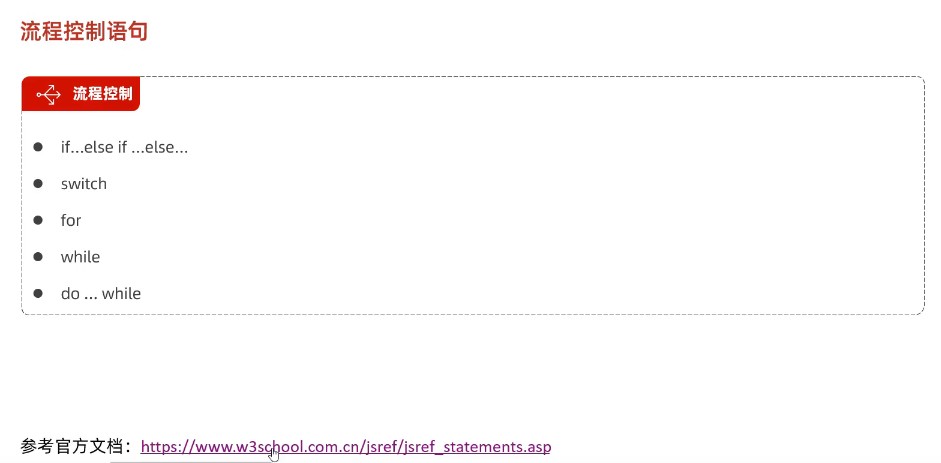 流程控制语句
流程控制
● if...else if ...else...
● switch
● for
● while
● do ... while
参考官方文档：https://www.w3school.com.cn/jsref/jsref_statements.asp